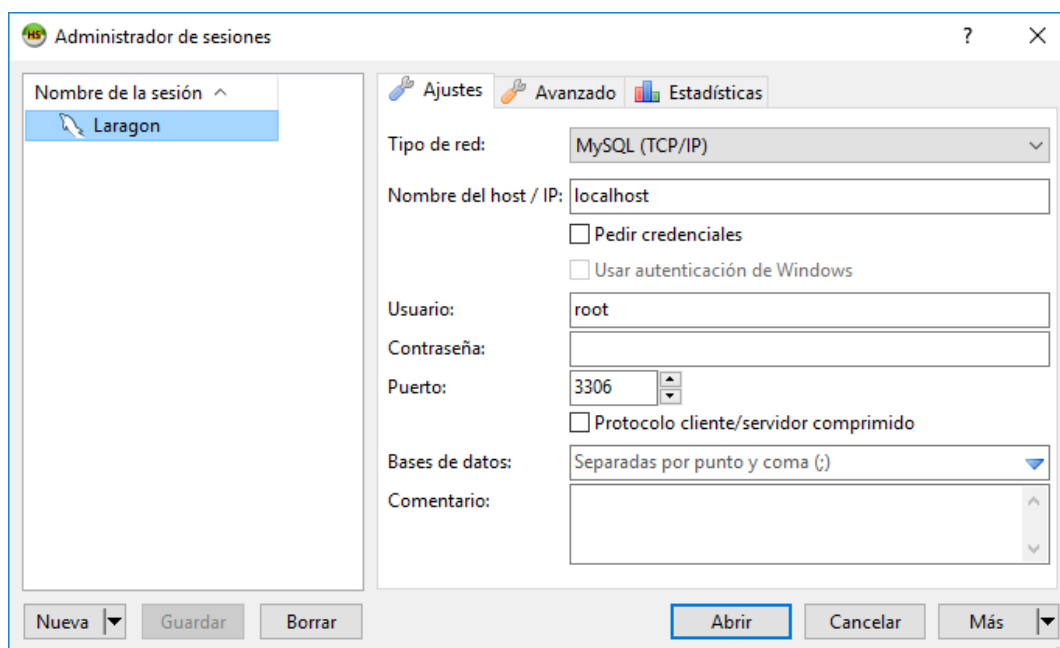 HS Administrador de sesiones ?
Nombre de la sesión
Laragon
Ajustes Avanzado Estadísticas
Tipo de red: MySQL (TCP/IP)
Nombre del host / IP: localhost
Pedir credenciales
Usar autenticación de Windows
Usuario: root
Contraseña:
Puerto: 3306
Protocolo cliente/servidor comprimido
Bases de datos: Separadas por punto y coma (;)
Comentario:
Nueva Guardar Borrar Abrir Cancelar Más